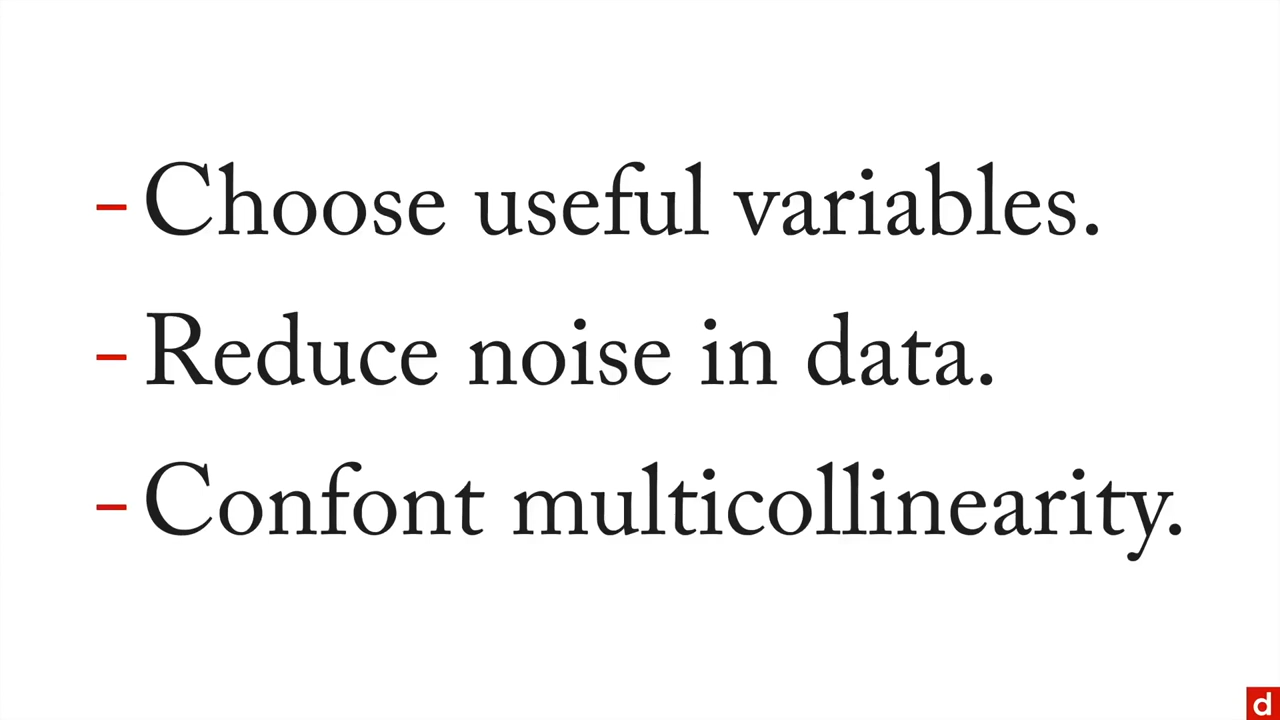 - Choose useful variables.
- Reduce noise in data.
- Confont multicollinearity.
d